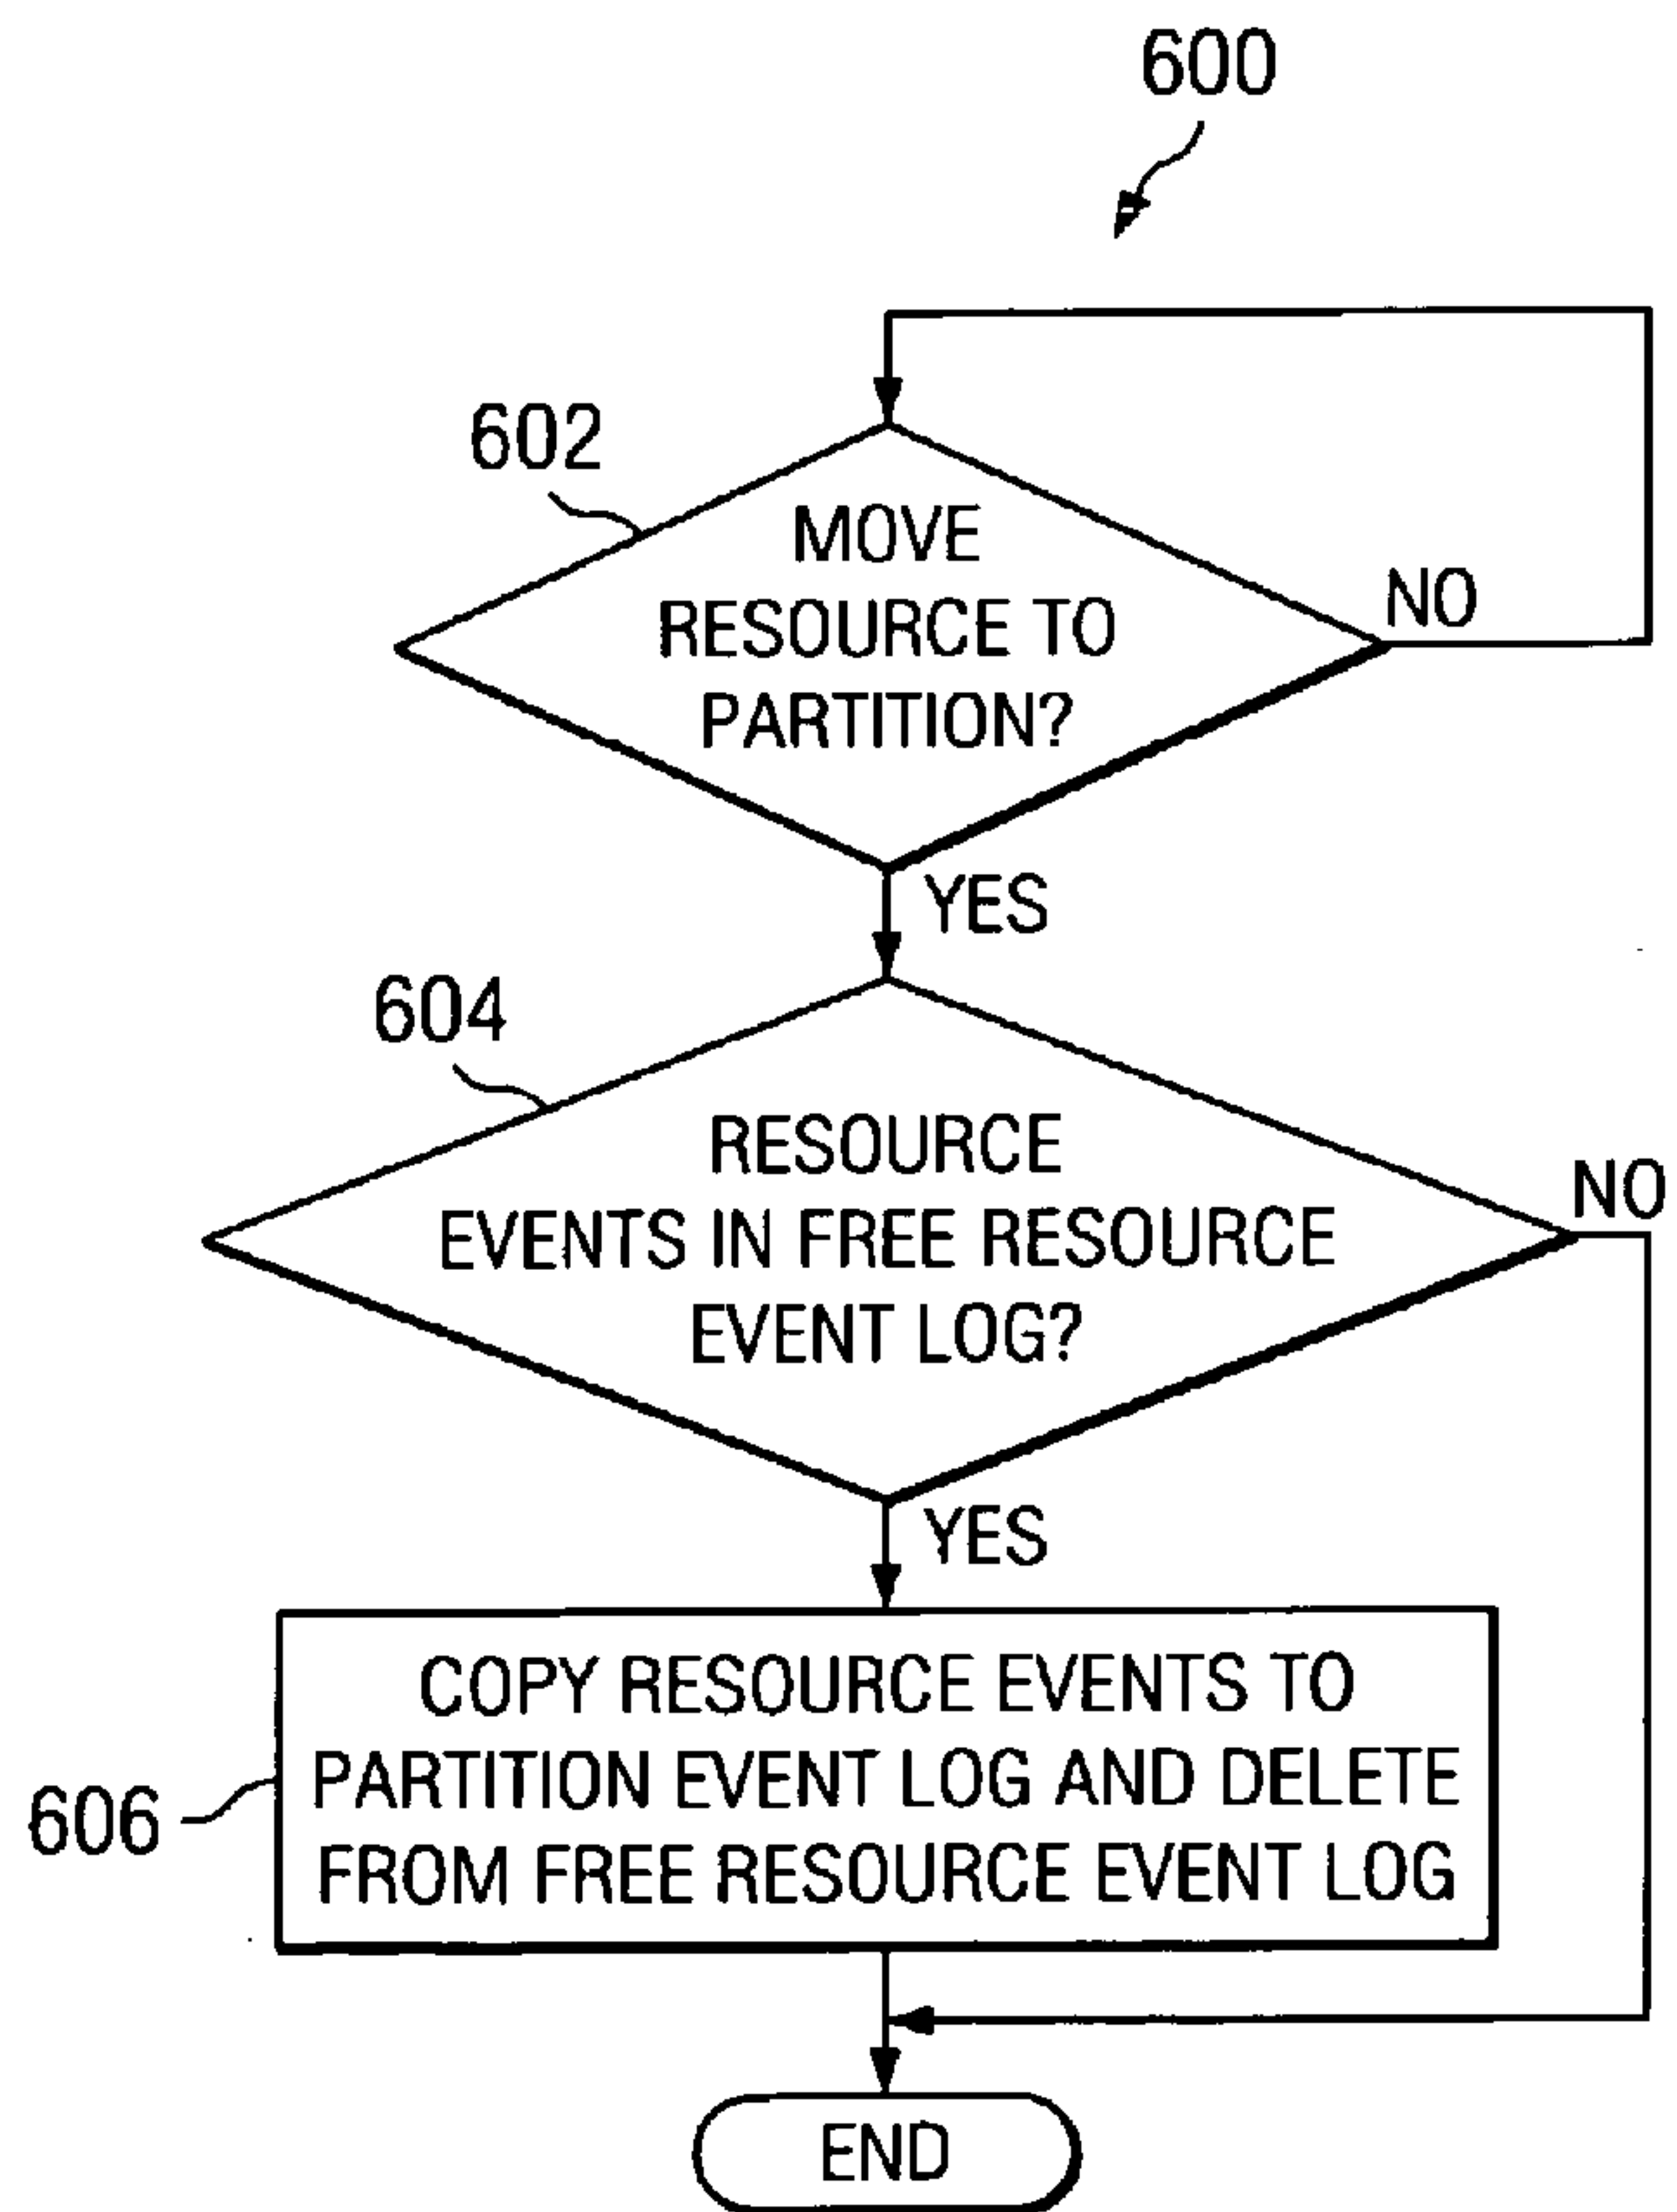 600
602
MOVE
RESOURCE TO
PARTITION?
NO
YES
604
RESOURCE
EVENTS IN FREE RESOURCE
EVENT LOG?
NO
YES
606
COPY RESOURCE EVENTS TO
PARTITION EVENT LOG AND DELETE
FROM FREE RESOURCE EVENT LOG
END